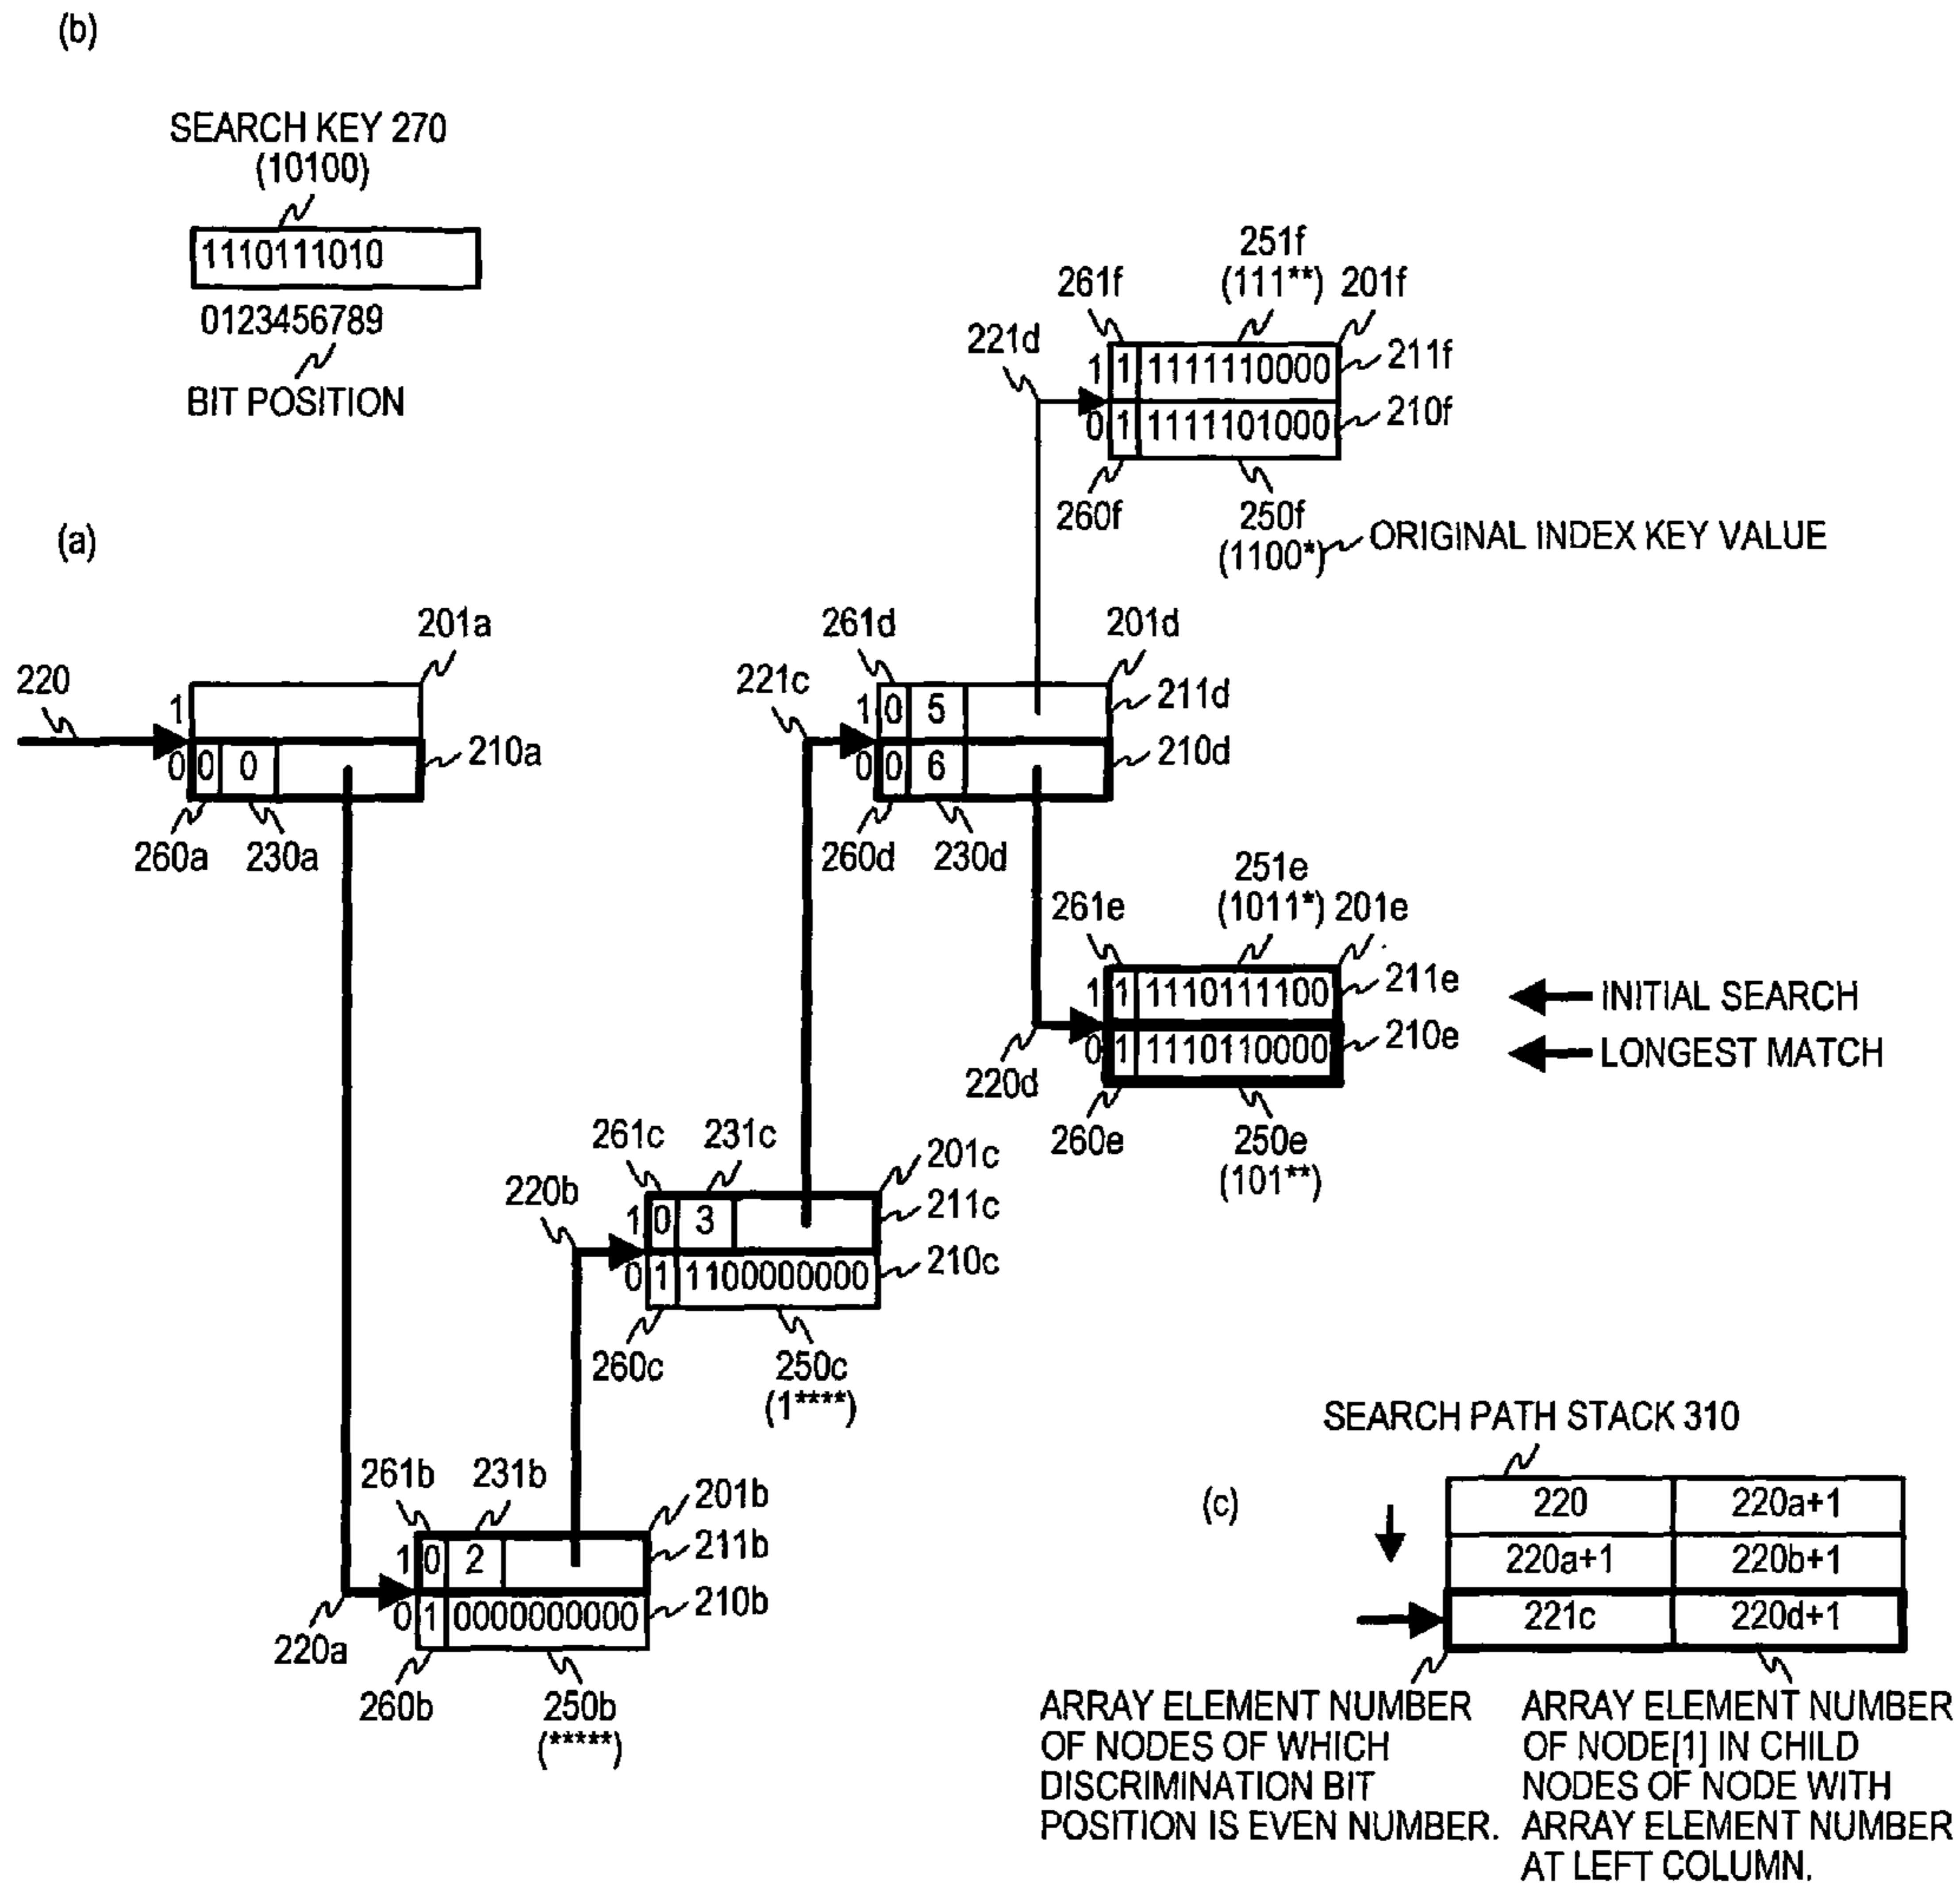 (b)
SEARCH KEY 270
(10100)
1110111010
0123456789
BIT POSITION
251f
261f (111**) 201f
221d
1 1 1111110000 211f
0 1 1111101000 210f
260f 250f
(1100*) ORIGINAL INDEX KEY VALUE
(a)
201a
220
1
0 0 0 210a
260a 230a
261d 201d
221c
1 0 5 211d
0 0 6 210d
260d 230d
251e
261e (1011*) 201e
1 1 1110111100 211e INITIAL SEARCH
0 1 1110110000 210e LONGEST MATCH
220d
260e 250e
(101**)
261c 231c 201c
220b
1 0 3 211c
0 1 1100000000 210c
260c 250c
(1****)
261b 231b 201b
1 0 2 211b
0 1 0000000000 210b
220a
260b 250b
(*****)
(c)
SEARCH PATH STACK 310
220 220a+1
220a+1 220b+1
221c 220d+1
ARRAY ELEMENT NUMBER
OF NODES OF WHICH
DISCRIMINATION BIT
POSITION IS EVEN NUMBER.
ARRAY ELEMENT NUMBER
OF NODE[1] IN CHILD
NODES OF NODE WITH
ARRAY ELEMENT NUMBER
AT LEFT COLUMN.